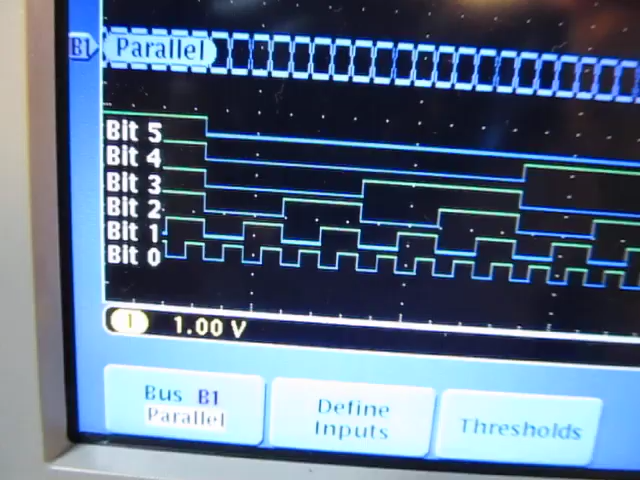 B1 Parallel
Bit 5
Bit 4
Bit 3
Bit 2
Bit 1
Bit 0
1 1.00 V
Bus B1
Parallel
Define
Inputs
Thresholds